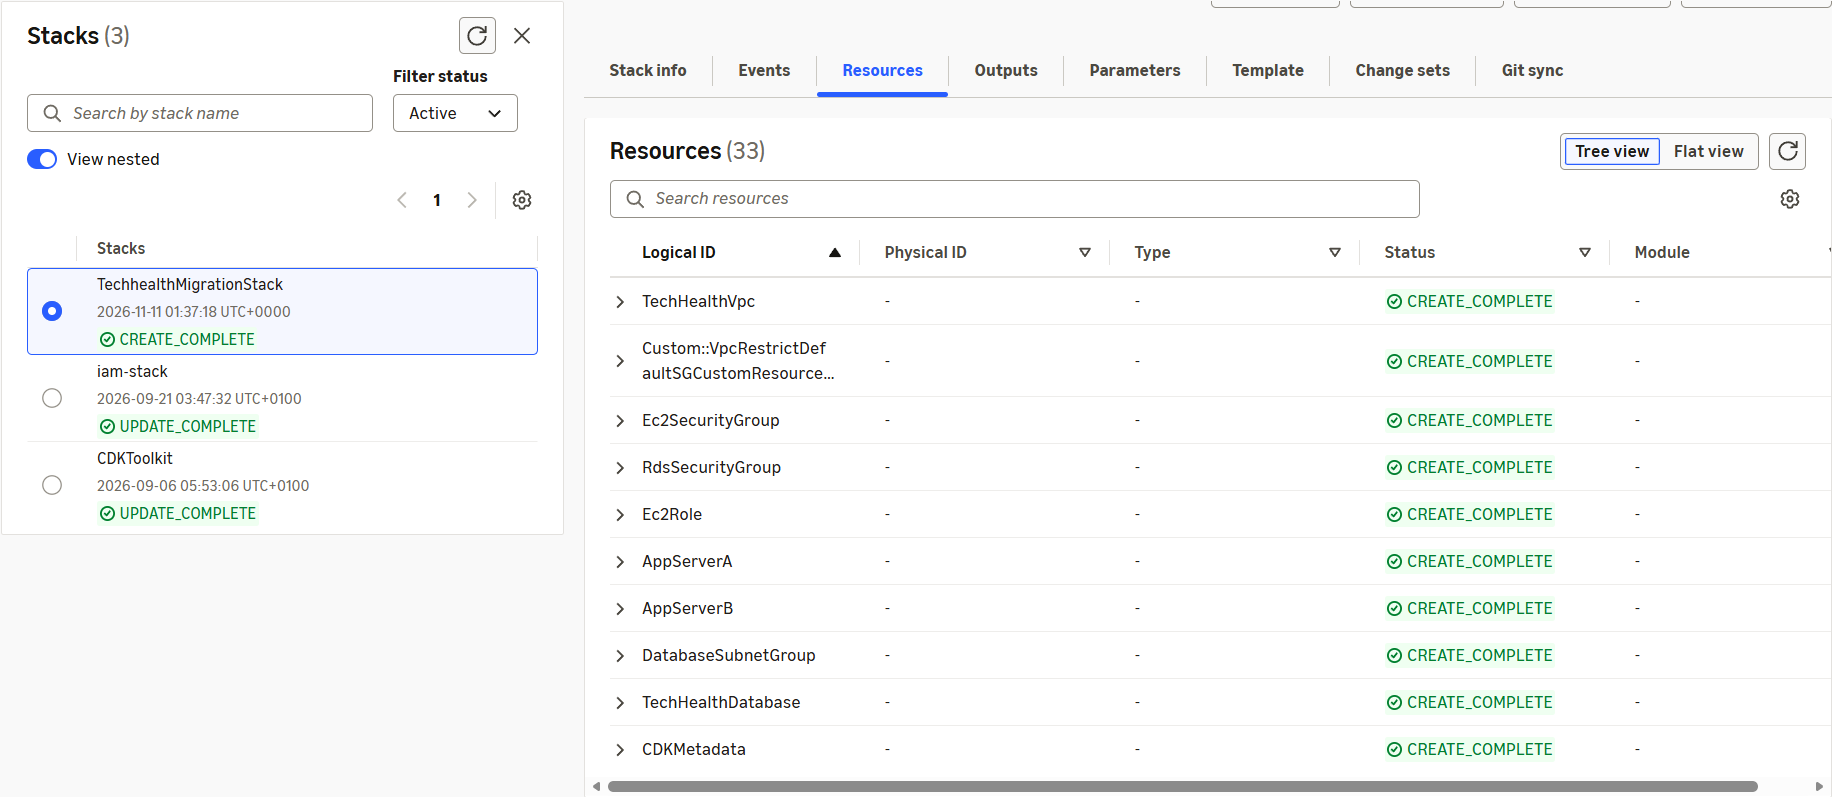 Stacks (3)
Filter status
Search by stack name
Active
View nested
1
Stacks
TechhealthMigrationStack
2026-11-11 01:37:18 UTC+0000
CREATE_COMPLETE
iam-stack
2026-09-21 03:47:32 UTC+0100
UPDATE_COMPLETE
CDKToolkit
2026-09-06 05:53:06 UTC+0100
UPDATE_COMPLETE
Stack info Events Resources Outputs Parameters Template Change sets Git sync
Resources (33)
Tree view Flat view
Search resources
Logical ID Physical ID Type Status Module
TechHealthVpc - - CREATE_COMPLETE -
Custom::VpcRestrictDef
aultSGCustomResource... - - CREATE_COMPLETE -
Ec2SecurityGroup - - CREATE_COMPLETE -
RdsSecurityGroup - - CREATE_COMPLETE -
Ec2Role - - CREATE_COMPLETE -
AppServerA - - CREATE_COMPLETE -
AppServerB - - CREATE_COMPLETE -
DatabaseSubnetGroup - - CREATE_COMPLETE -
TechHealthDatabase - - CREATE_COMPLETE -
CDKMetadata - - CREATE_COMPLETE -